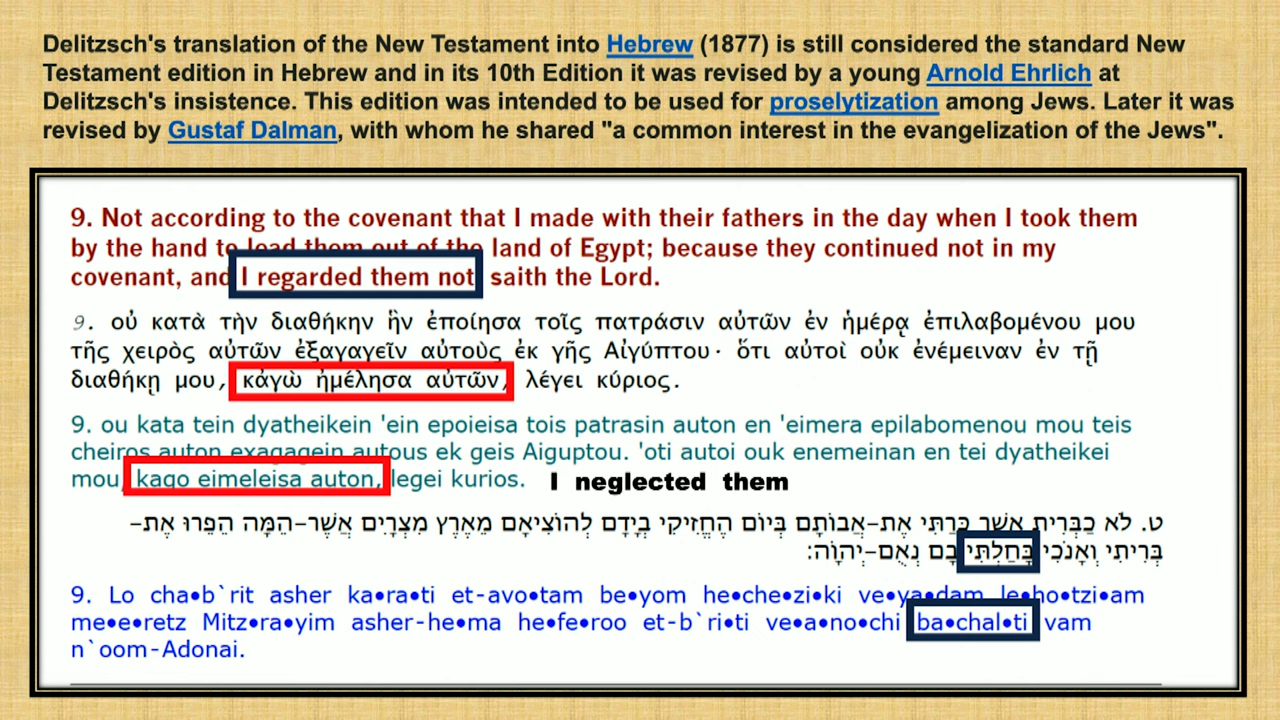 Delitzsch's translation of the New Testament into Hebrew (1877) is still considered the standard New
Testament edition in Hebrew and in its 10th Edition it was revised by a young Arnold Ehrlich at
Delitzsch's insistence. This edition was intended to be used for proselytization among Jews. Later it was
revised by Gustaf Dalman, with whom he shared "a common interest in the evangelization of the Jews".
9. Not according to the covenant that I made with their fathers in the day when I took them
by the hand to lead them out of the land of Egypt; because they continued not in my
covenant, and I regarded them not saith the Lord.
9. οὐ κατὰ τὴν διαθήκην ἣν ἐποίησα τοῖς πατράσιν αὐτῶν ἐν ἡμέρᾳ ἐπιλαβομένου μου
τῆς χειρὸς αὐτῶν ἐξαγαγεῖν αὐτοὺς ἐκ γῆς Αἰγύπτου· ὅτι αὐτοὶ οὐκ ἐνέμειναν ἐν τῇ
διαθήκῃ μου, κἀγὼ ἠμέλησα αὐτῶν, λέγει κύριος.
9. ou kata tein dyatheikein 'ein epoieisa tois patrasin auton en 'eimera epilabomenou mou teis
cheiros auton exagagein autous ek geis Aiguptou. 'oti autoi ouk enemeinan en tei dyatheikei
mou, kago eimeleisa auton, legei kurios. I neglected them
ט. לֹא כַבְּרִית אֲשֶׁר כָּרַתִּי אֶת–אֲבוֹתָם בְּיוֹם הֶחֱזִיקִי בְיָדָם לְהוֹצִיאָם מֵאֶרֶץ מִצְרָיִם אֲשֶׁר–הֵמָּה הֵפֵרוּ אֶת–
בְּרִיתִי וְאָנֹכִי בָּחַלְתִּי בָם נְאֻם–יְהוָֹה:
9. Lo cha•b`rit asher ka•ra•ti et-avo•tam be•yom he•che•zi•ki ve•ya•dam le•ho•tzi•am
me•e•retz Mitz•ra•yim asher-he•ma he•fe•roo et-b`ri•ti ve•a•no•chi ba•chal•ti vam
n`oom-Adonai.